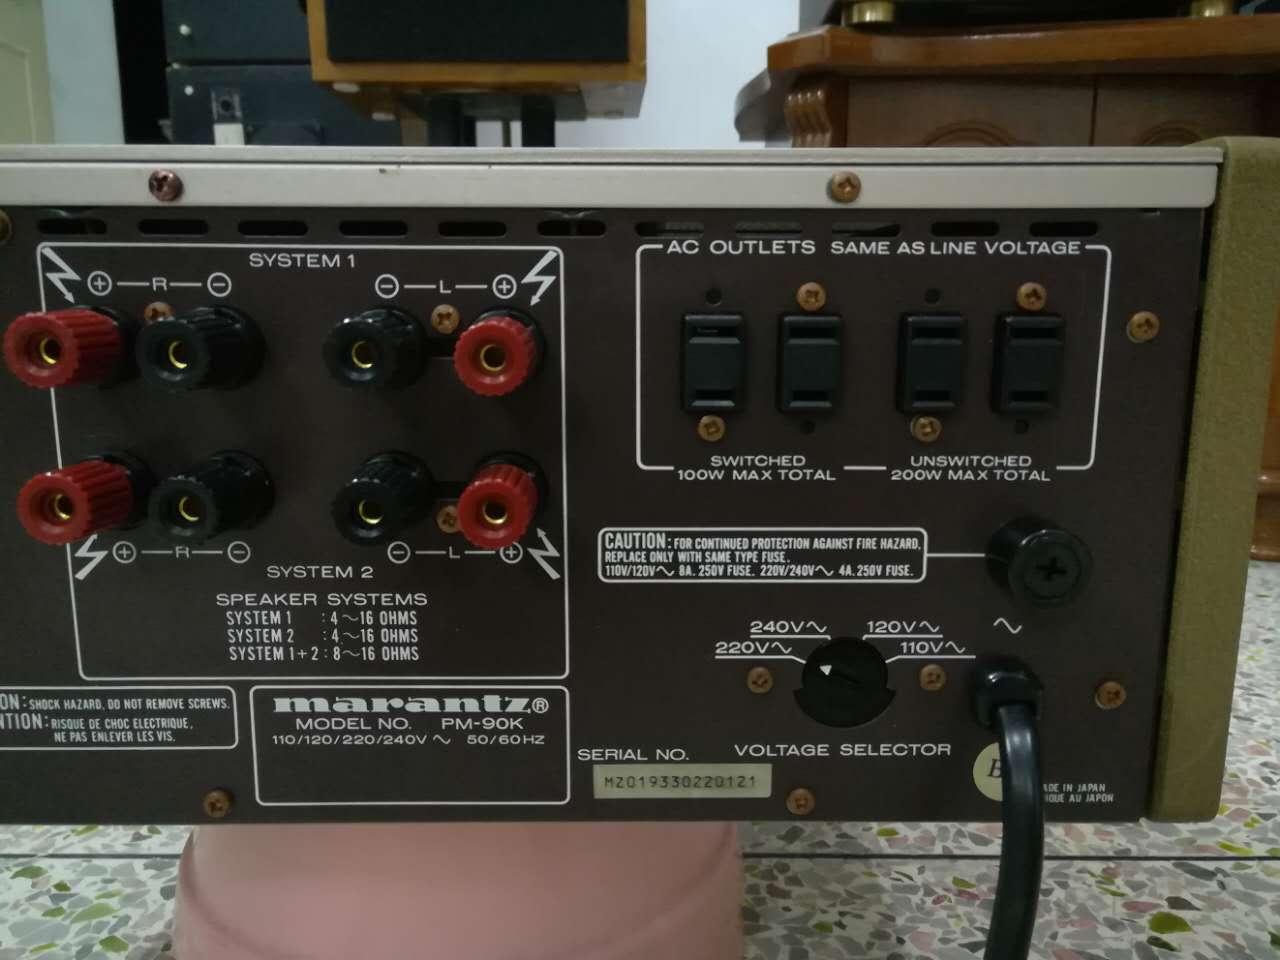 SYSTEM 1
+ R −
− L +
AC OUTLETS SAME AS LINE VOLTAGE
SWITCHED
100W MAX TOTAL
UNSWITCHED
200W MAX TOTAL
+ R −
− L +
SYSTEM 2
SPEAKER SYSTEMS
SYSTEM 1 : 4~16 OHMS
SYSTEM 2 : 4~16 OHMS
SYSTEM 1+2 : 8~16 OHMS
CAUTION: FOR CONTINUED PROTECTION AGAINST FIRE HAZARD,
REPLACE ONLY WITH SAME TYPE FUSE.
110V/120V~ 8A. 250V FUSE. 220V/240V~ 4A. 250V FUSE.
240V~
120V~
220V~
110V~
~
VOLTAGE SELECTOR
ON: SHOCK HAZARD, DO NOT REMOVE SCREWS.
NTION: RISQUE DE CHOC ELECTRIQUE,
NE PAS ENLEVER LES VIS.
marantz®
MODEL NO. PM-90K
110/120/220/240V ~ 50/60HZ
SERIAL NO.
MZ019330220121
B
ADE IN JAPAN
IQUE AU JAPON